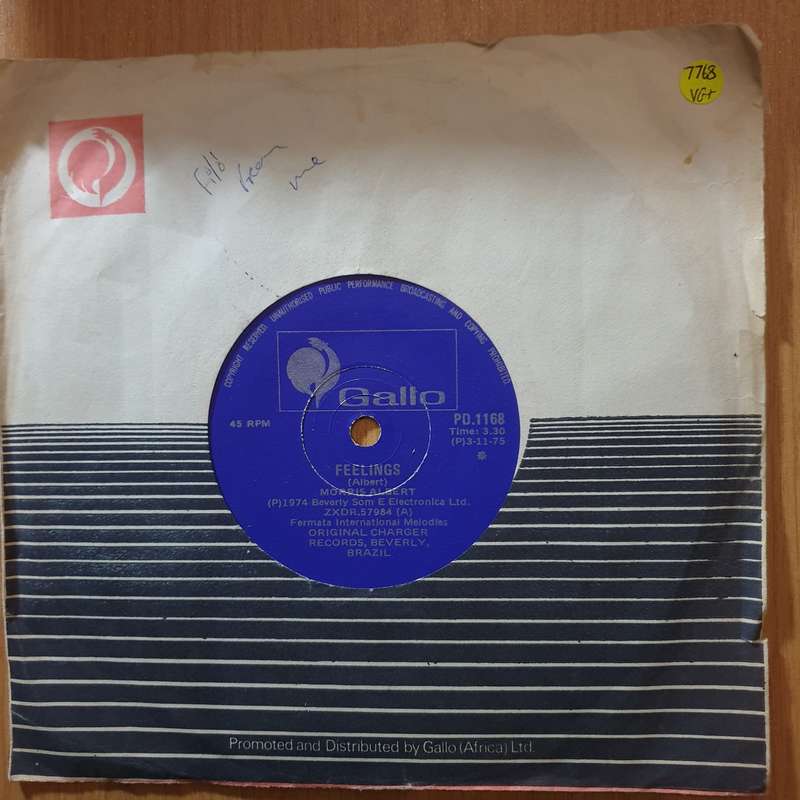 7768
VG+
from
me
COPYRIGHT RESERVED UNAUTHORISED PUBLIC PERFORMANCE BROADCASTING AND COPYING PROHIBITED
Gallo
45 RPM
PD.1168
Time: 3.30
(P)3-11-75
*
FEELINGS
(Albert)
MORRIS ALBERT
(P)1974 Beverly Som E Electronica Ltd.
ZXDR.57984 (A)
Fermata International Melodies
ORIGINAL CHARGER
RECORDS, BEVERLY,
BRAZIL
Promoted and Distributed by Gallo (Africa) Ltd.